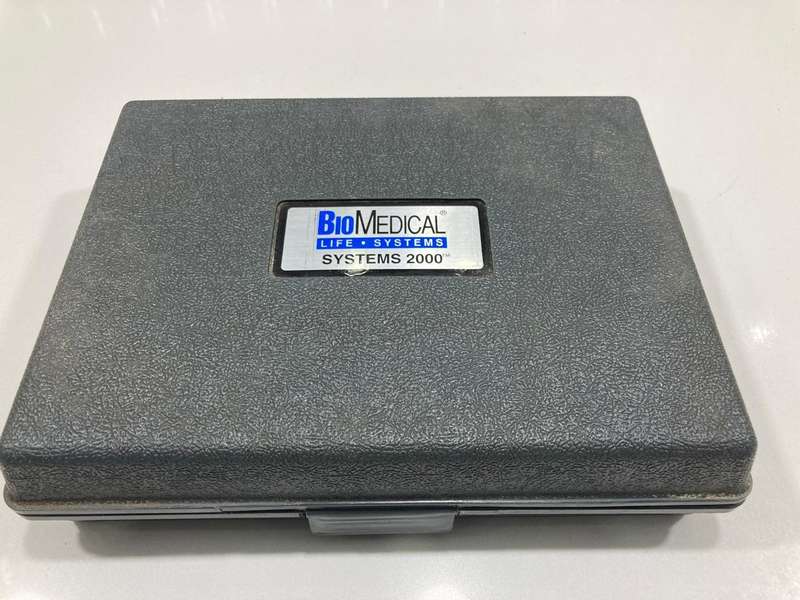 BIOMEDICAL®
LIFE • SYSTEMS
SYSTEMS 2000™